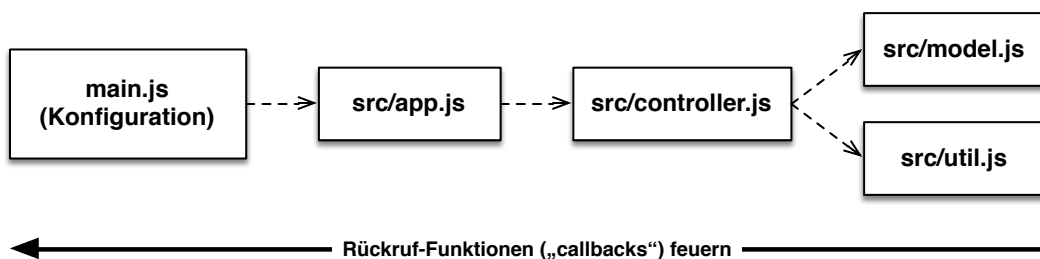 main.js
(Konfiguration)
src/app.js
src/controller.js
src/model.js
src/util.js
Rückruf-Funktionen („callbacks“) feuern